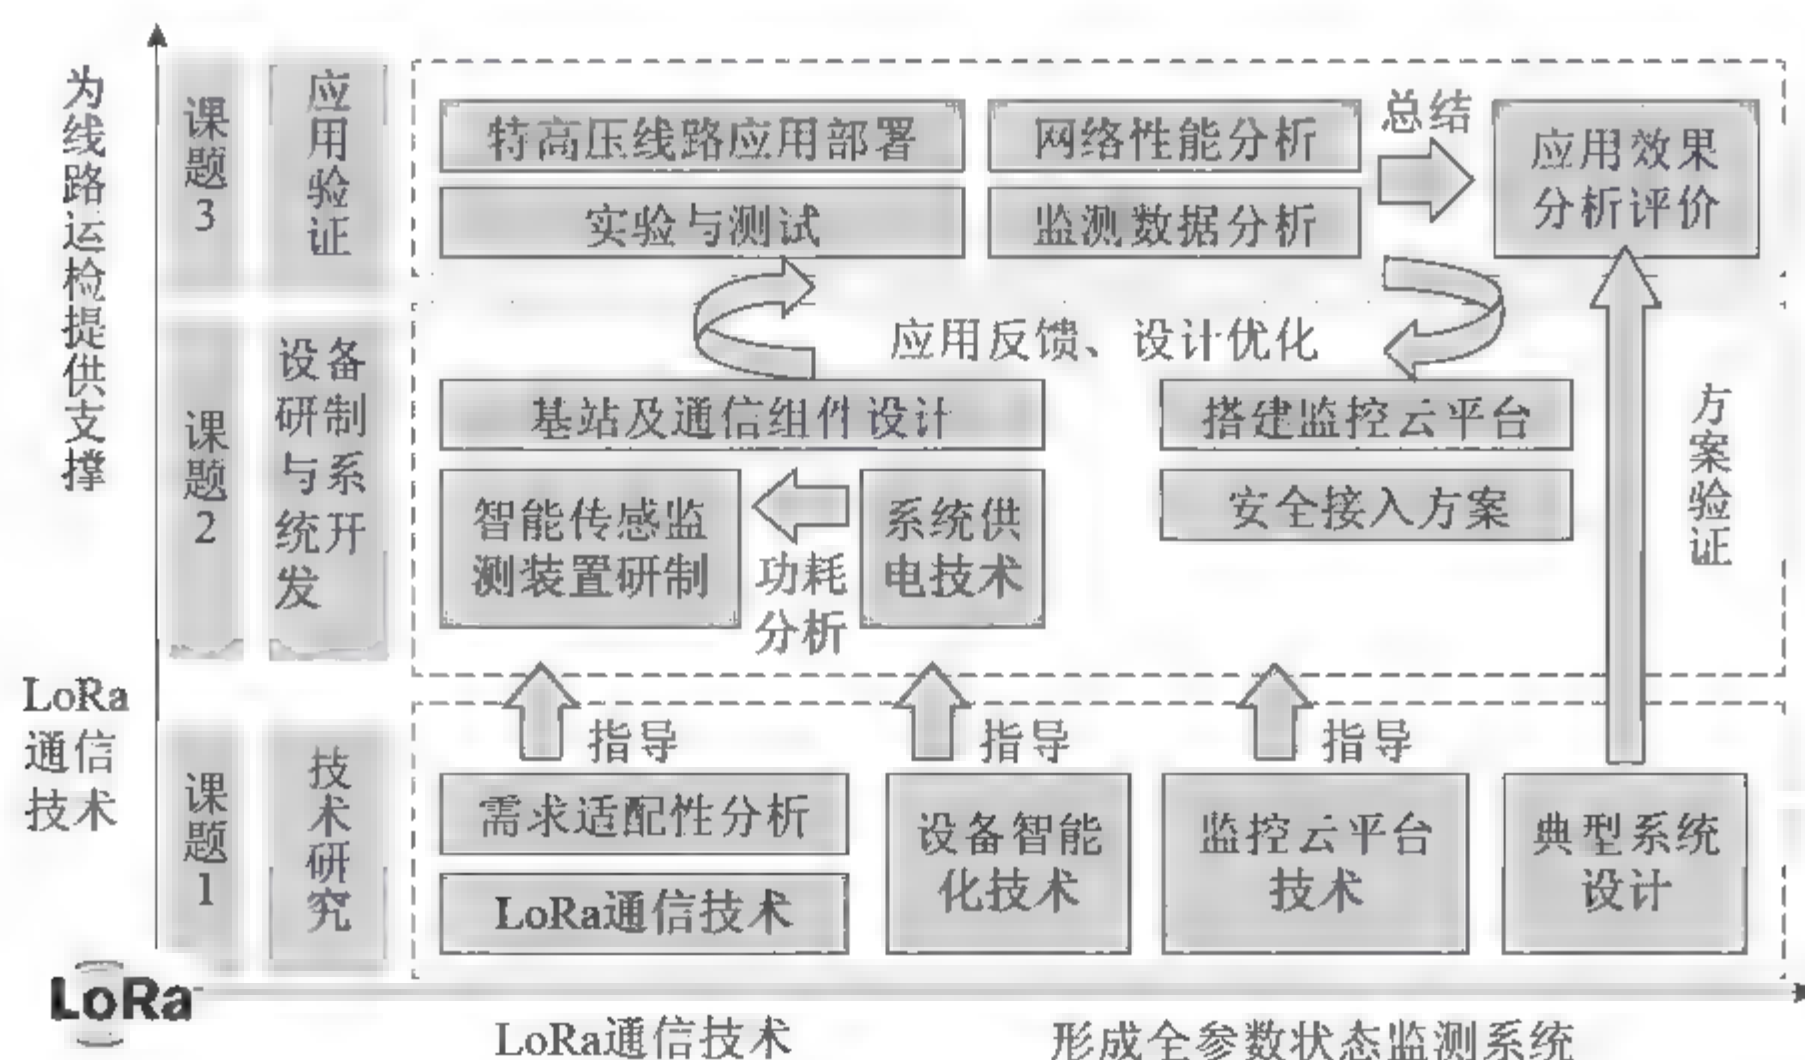 为线路运检提供支撑
LoRa
通信
技术
课题3
应用验证
特高压线路应用部署
网络性能分析
实验与测试
监测数据分析
总结
应用效果
分析评价
课题2
设备
研制
与系
统开
发
应用反馈、设计优化
基站及通信组件设计
搭建监控云平台
智能传感监
测装置研制
功耗
分析
系统供
电技术
安全接入方案
方案验证
课题1
技术研究
指导
指导
指导
需求适配性分析
LoRa通信技术
设备智能
化技术
监控云平台
技术
典型系统
设计
LoRa
LoRa通信技术
形成全参数状态监测系统